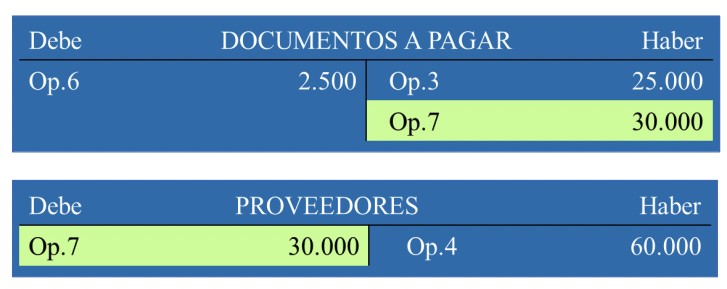 Debe DOCUMENTOS A PAGAR Haber
Op.6 2.500 Op.3 25.000
Op.7 30.000
Debe PROVEEDORES Haber
Op.7 30.000 Op.4 60.000